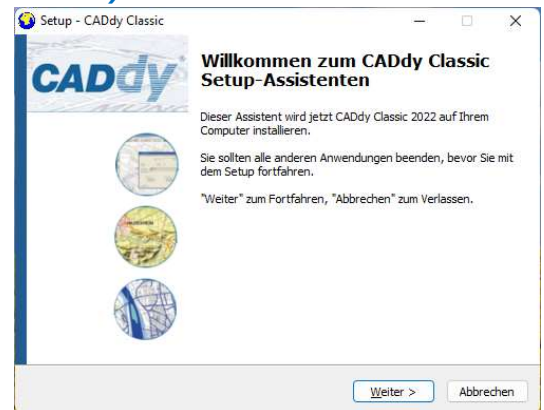 Setup - CADdy Classic
CADdy
Willkommen zum CADdy Classic
Setup-Assistenten
Dieser Assistent wird jetzt CADdy Classic 2022 auf Ihrem
Computer installieren.
Sie sollten alle anderen Anwendungen beenden, bevor Sie mit
dem Setup fortfahren.
"Weiter" zum Fortfahren, "Abbrechen" zum Verlassen.
Weiter >
Abbrechen